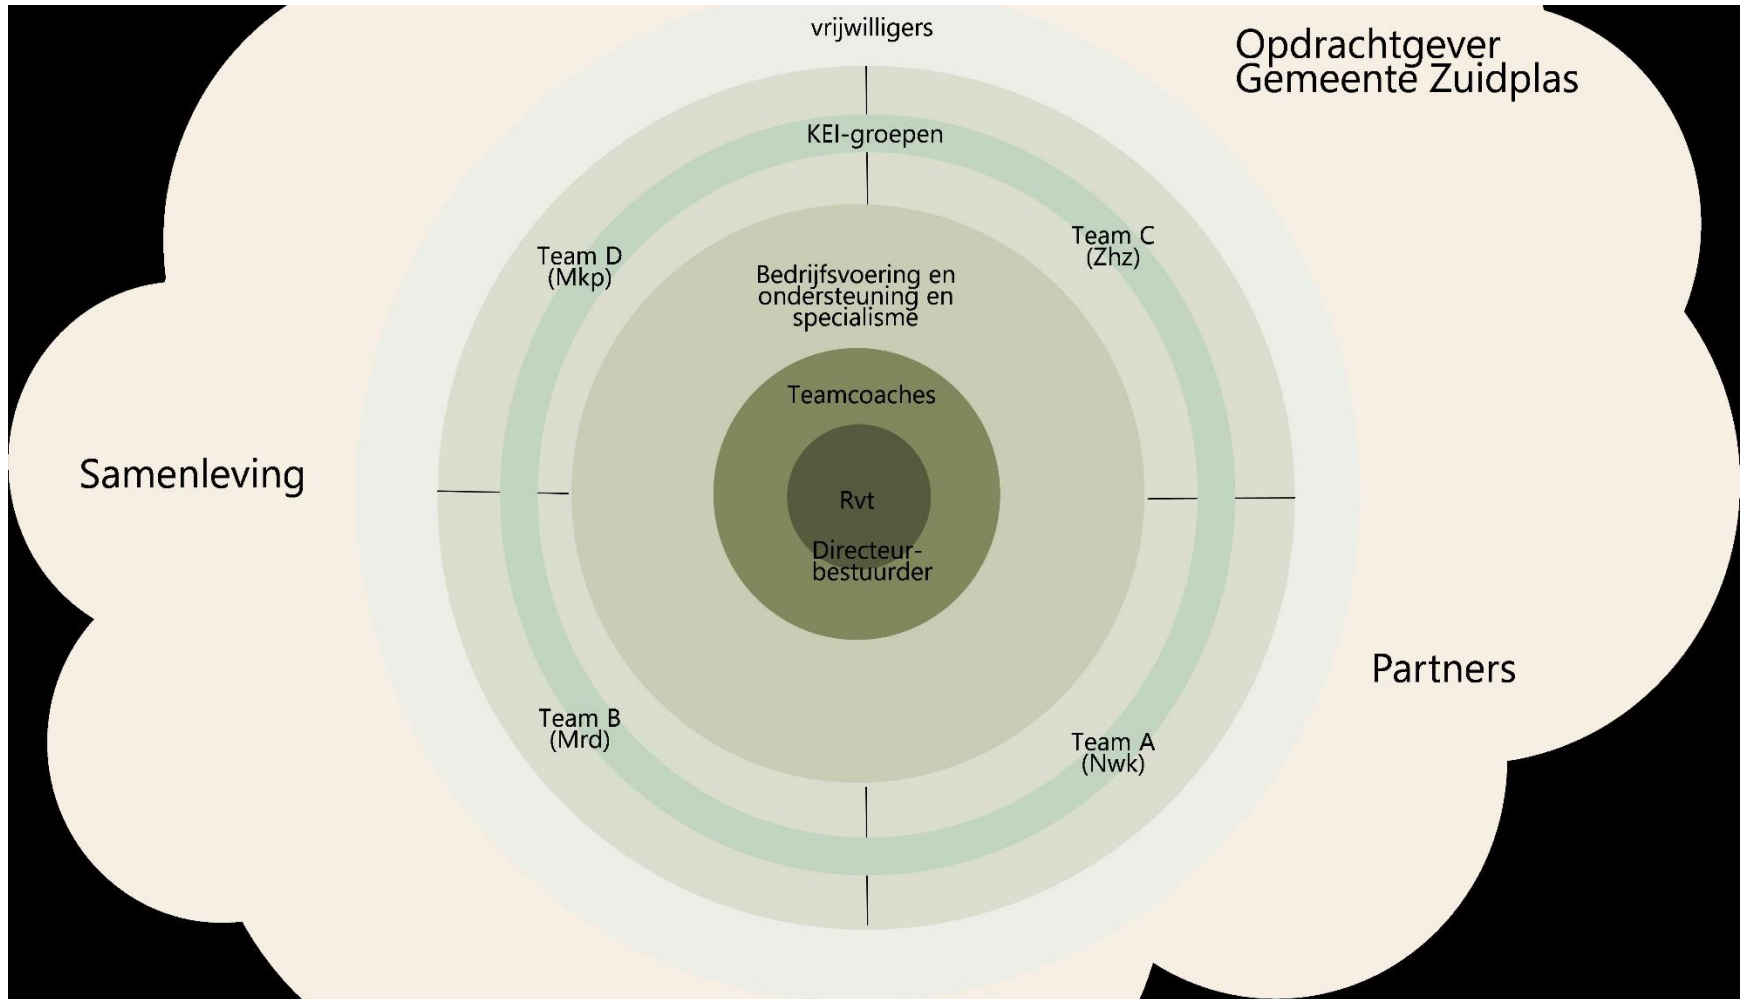 vrijwilligers
Opdrachtgever
Gemeente Zuidplas
KEI-groepen
Team D
(Mkp)
Team C
(Zhz)
Bedrijfsvoering en
ondersteuning en
specialisme
Teamcoaches
Samenleving
Rvt
Directeur-
bestuurder
Partners
Team B
(Mrd)
Team A
(Nwk)